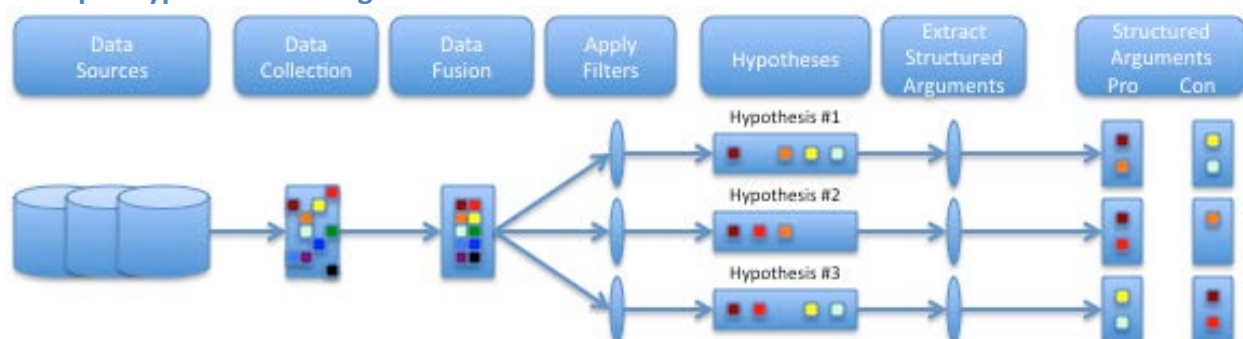 Data
Sources
Data
Collection
Data
Fusion
Apply
Filters
Hypotheses
Extract
Structured
Arguments
Structured
Arguments
Pro Con
Hypothesis #1
Hypothesis #2
Hypothesis #3